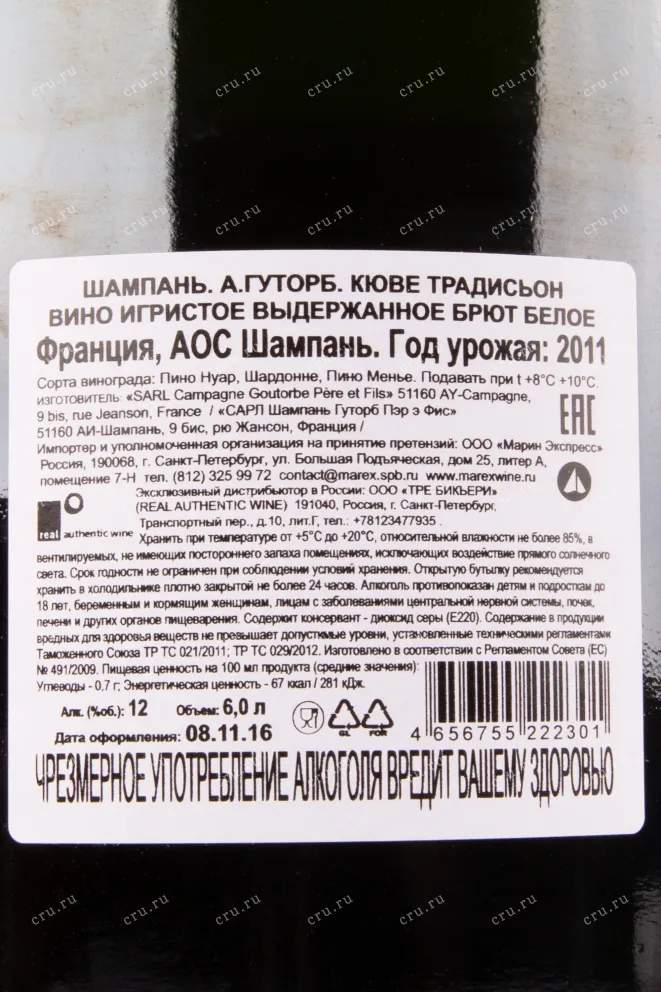 ШАМПАНЬ. А.ГУТОРБ. КЮВЕ ТРАДИСЬОН
ВИНО ИГРИСТОЕ ВЫДЕРЖАННОЕ БРЮТ БЕЛОЕ
Франция, АОС Шампань. Год урожая: 2011
Сорта винограда: Пино Нуар, Шардонне, Пино Менье. Подавать при t +8°C +10°C.
ИЗГОТОВИТЕЛЬ: «SARL Campagne Goutorbe Père et Fils» 51160 AY-Campagne,
9 bis, rue Jeanson, France / «САРЛ Шампань Гуторб Пэр э Фис»
51160 АИ-Шампань, 9 бис, рю Жансон, Франция /
EAC
Импортер и уполномоченная организация на принятие претензий: ООО «Марин Экспресс»
Россия, 190068, г. Санкт-Петербург, ул. Большая Подъяческая, дом 25, литер А,
помещение 7-Н тел. (812) 325 99 72 contact@marex.spb.ru www.marexwine.ru
Эксклюзивный дистрибьютор в России: ООО «ТРЕ БИКЬЕРИ»
(REAL AUTHENTIC WINE) 191040, Россия, г. Санкт-Петербург,
Транспортный пер., д.10, лит.Г, тел.: +78123477935 .
real authentic wine
Хранить при температуре от +5°C до +20°C, относительной влажности не более 85%, в
вентилируемых, не имеющих постороннего запаха помещениях, исключающих воздействие прямого солнечного
света. Срок годности не ограничен при соблюдении условий хранения. Открытую бутылку рекомендуется
хранить в холодильнике плотно закрытой не более 24 часов. Алкоголь противопоказан детям и подросткам до
18 лет, беременным и кормящим женщинам, лицам с заболеваниями центральной нервной системы, почек,
печени и других органов пищеварения. Содержит консервант - диоксид серы (Е220). Содержание в продукции
вредных для здоровья веществ не превышает допустимые уровни, установленные техническими регламентами
Таможенного Союза ТР ТС 021/2011; ТР ТС 029/2012. Изготовлено в соответствии с Регламентом Совета (ЕС)
№ 491/2009. Пищевая ценность на 100 мл продукта (средние значения):
Углеводы - 0,7 г; Энергетическая ценность - 67 ккал / 281 кДж.
Алк. (%об.): 12 Объем: 6,0 л
GL FOR
Дата оформления: 08.11.16
4 656755 222301
ЧРЕЗМЕРНОЕ УПОТРЕБЛЕНИЕ АЛКОГОЛЯ ВРЕДИТ ВАШЕМУ ЗДОРОВЬЮ